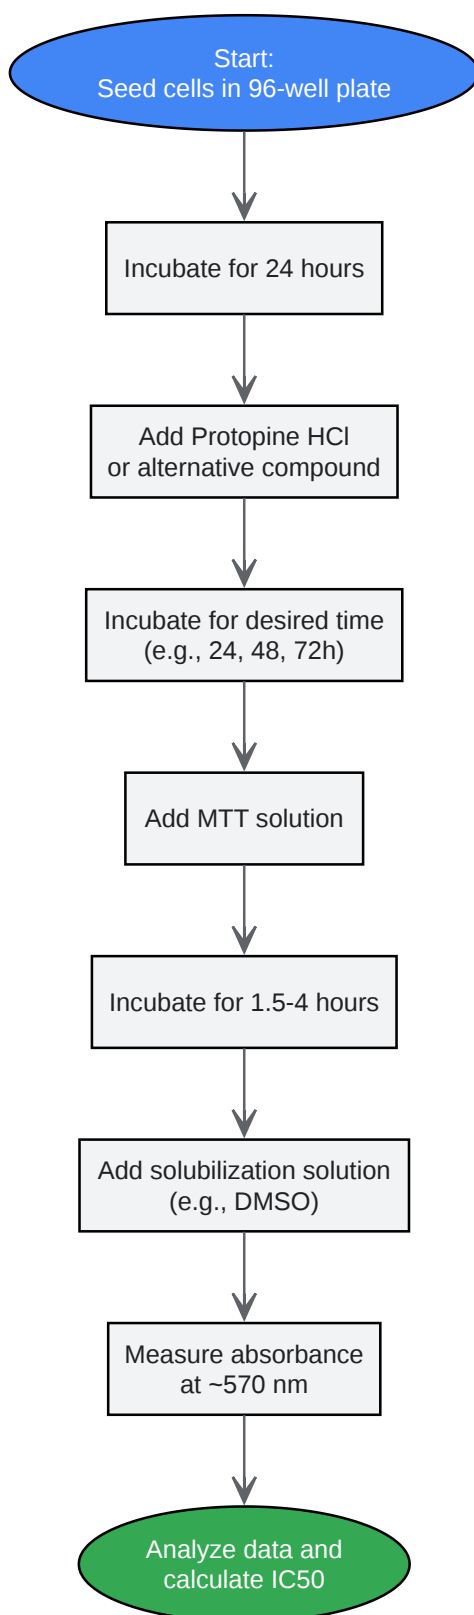 Start:
Seed cells in 96-well plate
Incubate for 24 hours
Add Protopine HCl
or alternative compound
Incubate for desired time
(e.g., 24, 48, 72h)
Add MTT solution
Incubate for 1.5-4 hours
Add solubilization solution
(e.g., DMSO)
Measure absorbance
at ~570 nm
Analyze data and
calculate IC50